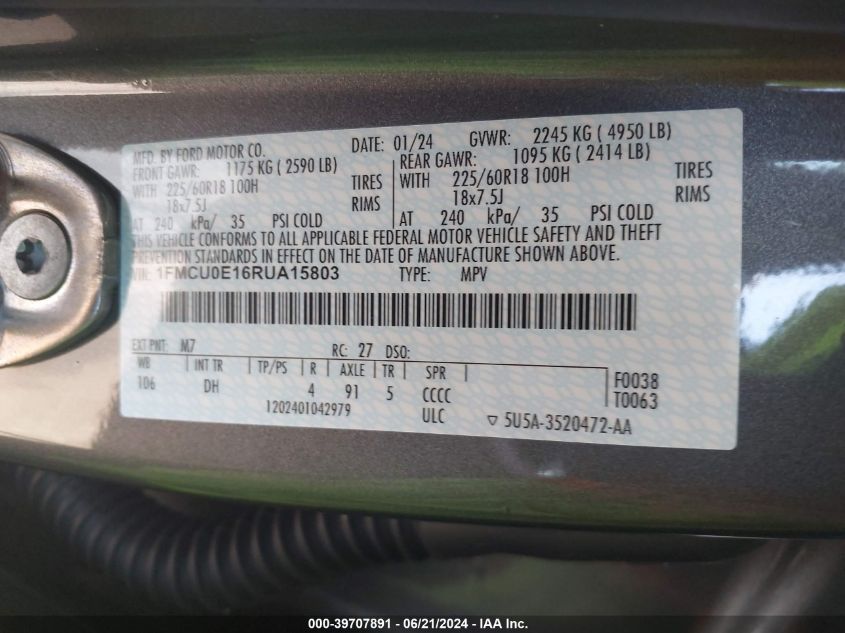 MFD. BY FORD MOTOR CO.
DATE: 01/24 GVWR: 2245 KG ( 4950 LB)
FRONT GAWR: 1175 KG ( 2590 LB)
REAR GAWR: 1095 KG ( 2414 LB)
WITH 225/60R18 100H TIRES
WITH 225/60R18 100H TIRES
18x7.5J RIMS
18x7.5J RIMS
AT 240 kPa/ 35 PSI COLD
AT 240 kPa/ 35 PSI COLD
THIS VEHICLE CONFORMS TO ALL APPLICABLE FEDERAL MOTOR VEHICLE SAFETY AND THEFT
PREVENTION STANDARDS IN EFFECT ON THE DATE OF MANUFACTURE SHOWN ABOVE.
VIN: 1FMCU0E16RUA15803 TYPE: MPV
EXT PNT: M7 RC: 27 DSO:
WB INT TR TP/PS R AXLE TR SPR
106 DH 4 91 5 CCCC
F0038
T0063
1202401042979 ULC ▽ 5U5A-3520472-AA
000-39707891 / 06/21/2024 - IAA Inc.